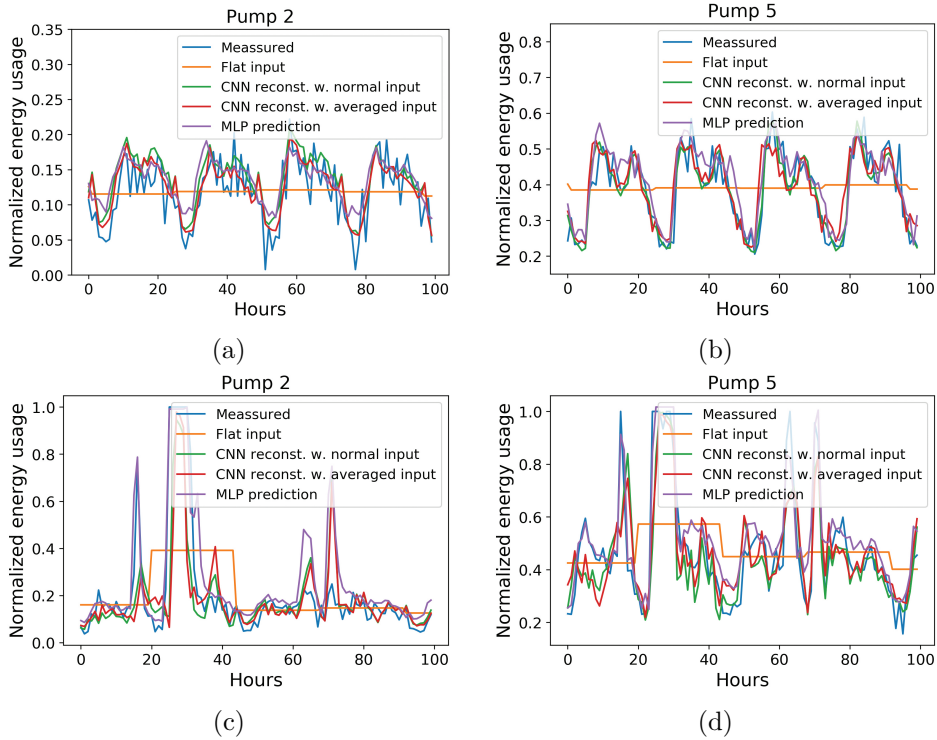 Pump 2
Normalized energy usage
0.35
0.30
0.25
0.20
0.15
0.10
0.05
0.00
Meassured
Flat input
CNN reconst. w. normal input
CNN reconst. w. averaged input
MLP prediction
0 20 40 60 80 100
Hours
(a)
Pump 5
Normalized energy usage
0.8
0.7
0.6
0.5
0.4
0.3
0.2
Meassured
Flat input
CNN reconst. w. normal input
CNN reconst. w. averaged input
MLP prediction
0 20 40 60 80 100
Hours
(b)
Pump 2
Normalized energy usage
1.0
0.8
0.6
0.4
0.2
0.0
Meassured
Flat input
CNN reconst. w. normal input
CNN reconst. w. averaged input
MLP prediction
0 20 40 60 80 100
Hours
(c)
Pump 5
Normalized energy usage
1.0
0.8
0.6
0.4
0.2
Meassured
Flat input
CNN reconst. w. normal input
CNN reconst. w. averaged input
MLP prediction
0 20 40 60 80 100
Hours
(d)